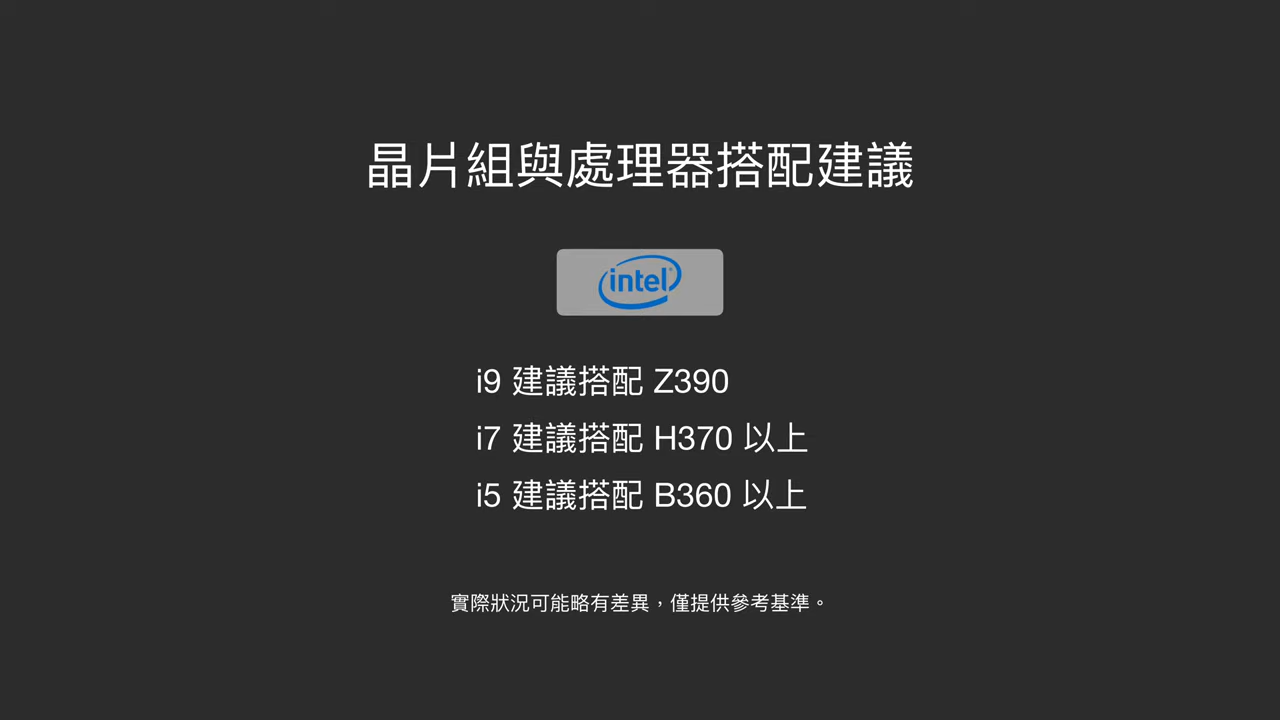 晶片組與處理器搭配建議
intel
i9 建議搭配 Z390
i7 建議搭配 H370 以上
i5 建議搭配 B360 以上
實際狀況可能略有差異，僅提供參考基準。